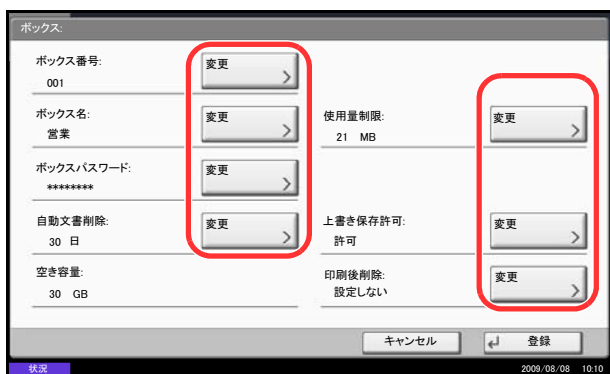 ボックス:
ボックス番号:
001
変更
ボックス名:
営業
変更
使用量制限:
21 MB
変更
ボックスパスワード:
********
変更
自動文書削除:
30 日
変更
上書き保存許可:
許可
変更
空き容量:
30 GB
印刷後削除:
設定しない
変更
キャンセル
登録
状況
2009/08/08 10:10